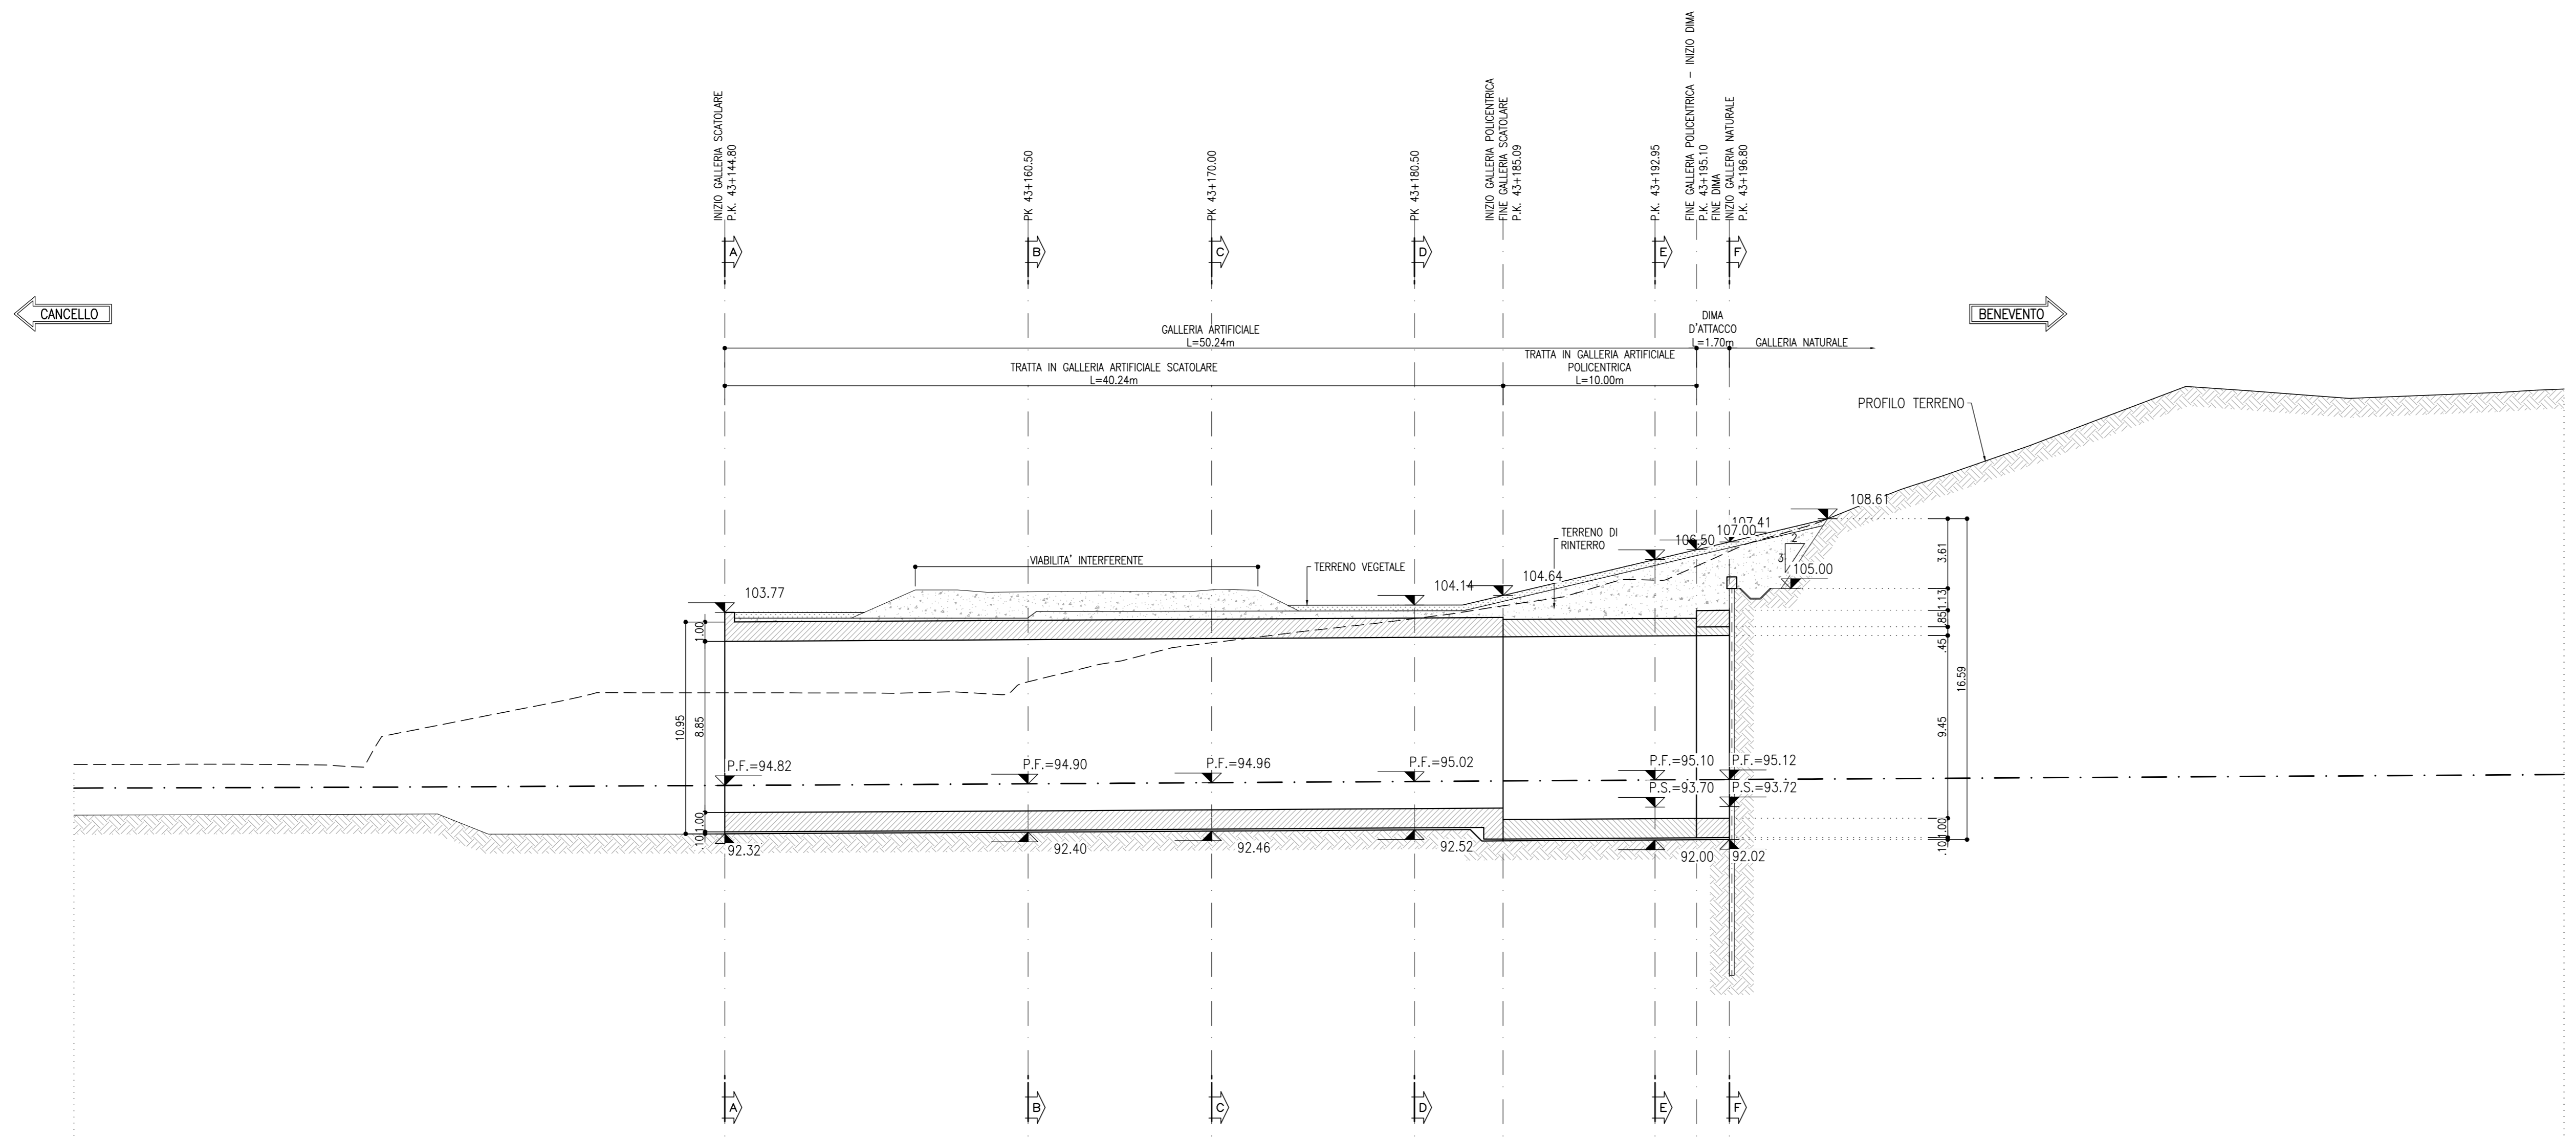 INIZIO GALLERIA SCATOLARE
P.K. 43+144.80
PK 43+160.50
PK 43+170.00
PK 43+180.50
INIZIO GALLERIA POLICENTRICA
FINE GALLERIA SCATOLARE
P.K. 43+185.09
P.K. 43+192.95
FINE GALLERIA POLICENTRICA - INIZIO DIMA
P.K. 43+195.10
FINE DIMA
INIZIO GALLERIA NATURALE
P.K. 43+196.80
A
B
C
D
E
F
CANCELLO
BENEVENTO
GALLERIA ARTIFICIALE
L=50.24m
DIMA
D'ATTACCO
L=1.70m
GALLERIA NATURALE
TRATTA IN GALLERIA ARTIFICIALE SCATOLARE
L=40.24m
TRATTA IN GALLERIA ARTIFICIALE
POLICENTRICA
L=10.00m
PROFILO TERRENO
108.61
107.41
107.00
106.50
TERRENO DI
RINTERRO
2
3
105.00
VIABILITA' INTERFERENTE
TERRENO VEGETALE
104.14
104.64
103.77
3.61
1.13
.85
.45
9.45
1.00
.10
16.59
1.00
8.85
10.95
1.00
.10
P.F.=94.82
P.F.=94.90
P.F.=94.96
P.F.=95.02
P.F.=95.10
P.F.=95.12
P.S.=93.70
P.S.=93.72
92.32
92.40
92.46
92.52
92.00
92.02
A
B
C
D
E
F